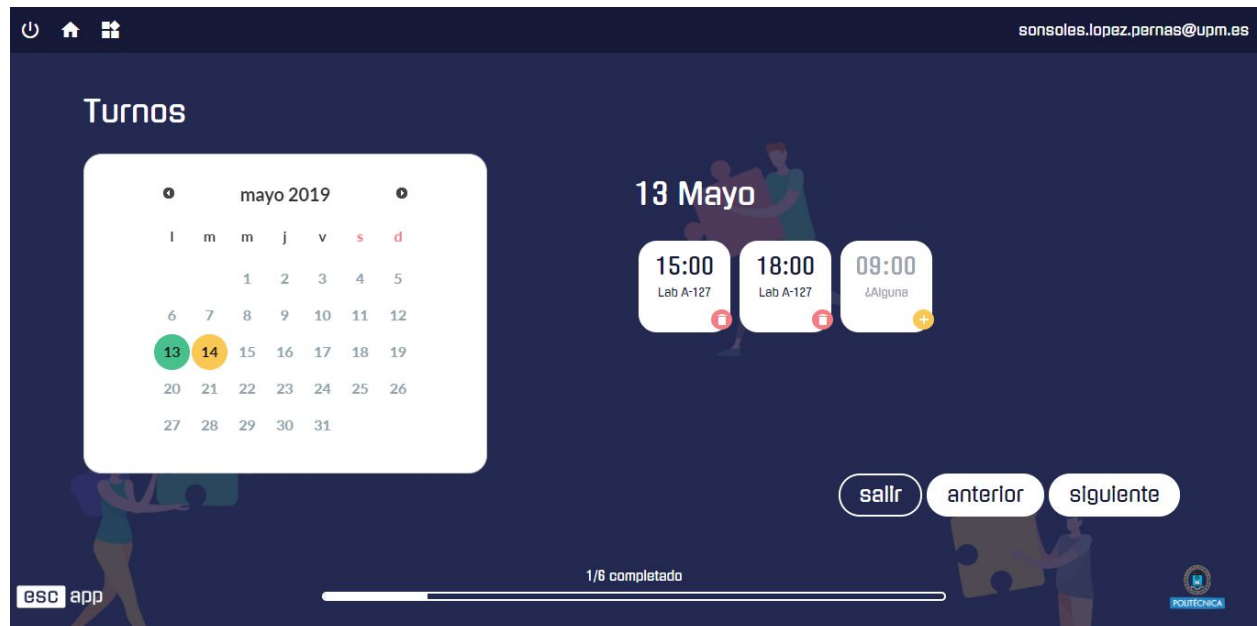 sonsoles.lopez.pernas@upm.es
Turnos
mayo 2019
l m m j v s d
1 2 3 4 5
6 7 8 9 10 11 12
13 14 15 16 17 18 19
20 21 22 23 24 25 26
27 28 29 30 31
13 Mayo
15:00 18:00 09:00
Lab A-127 Lab A-127 ¿Alguna
salir anterior siguiente
1/6 completado
esc app
POLITÉCNICA